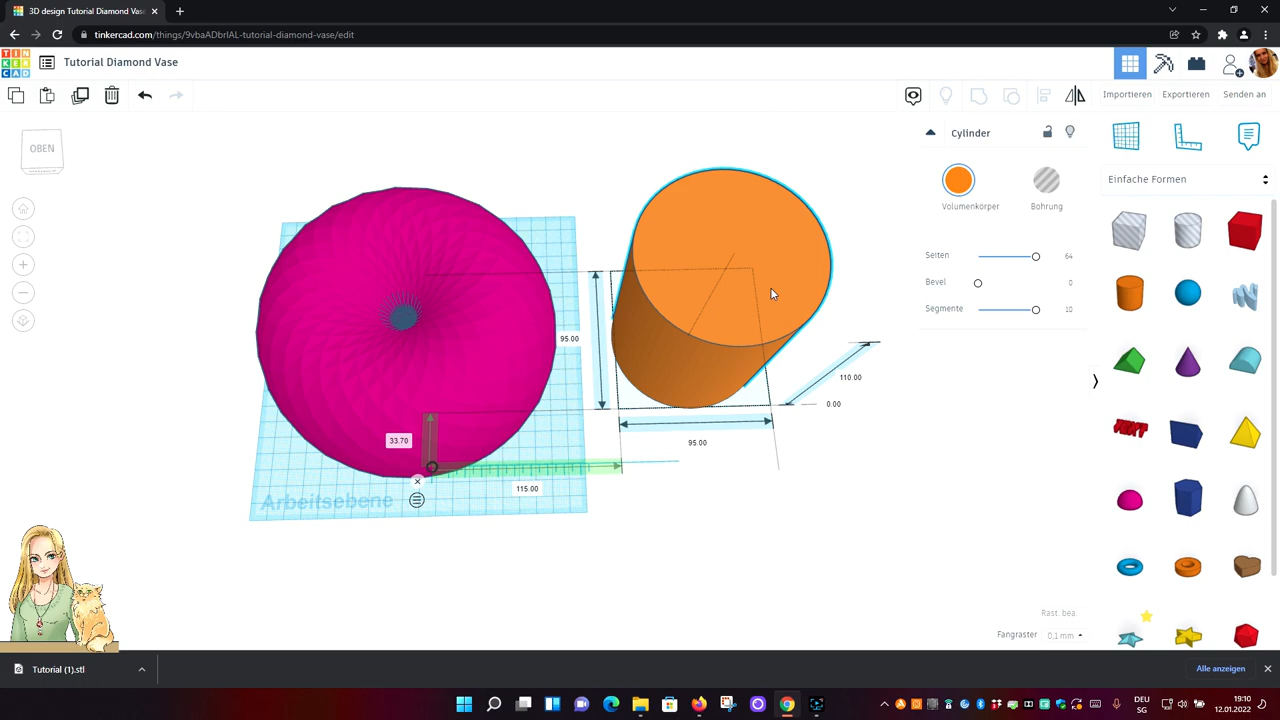 3D design Tutorial Diamond Vase
tinkercad.com/things/9vbaADbrlAL-tutorial-diamond-vase/edit
TIN
KER
CAD
Tutorial Diamond Vase
Importieren
Exportieren
Senden an
OBEN
Cylinder
Volumenkörper
Bohrung
Seiten
64
Bevel
0
Segmente
10
Einfache Formen
95.00
110.00
0.00
95.00
33.70
115.00
Arbeitsebene
Rast. bea.
Fangraster
0,1 mm
Tutorial (1).stl
Alle anzeigen
DEU
SG
19:10
12.01.2022